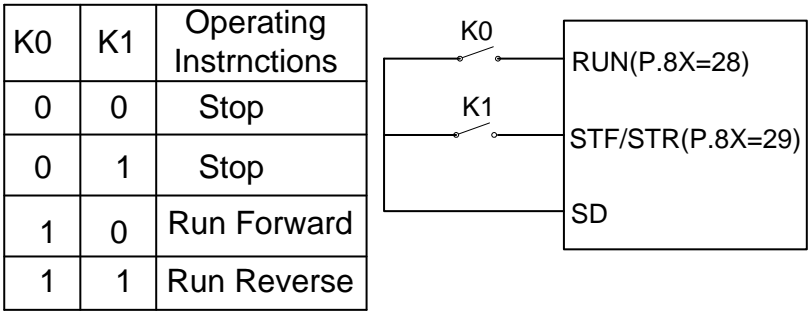 K0 K1 Operating
Instrnctions
0 0 Stop
0 1 Stop
1 0 Run Forward
1 1 Run Reverse
K0
RUN(P.8X=28)
K1
STF/STR(P.8X=29)
SD